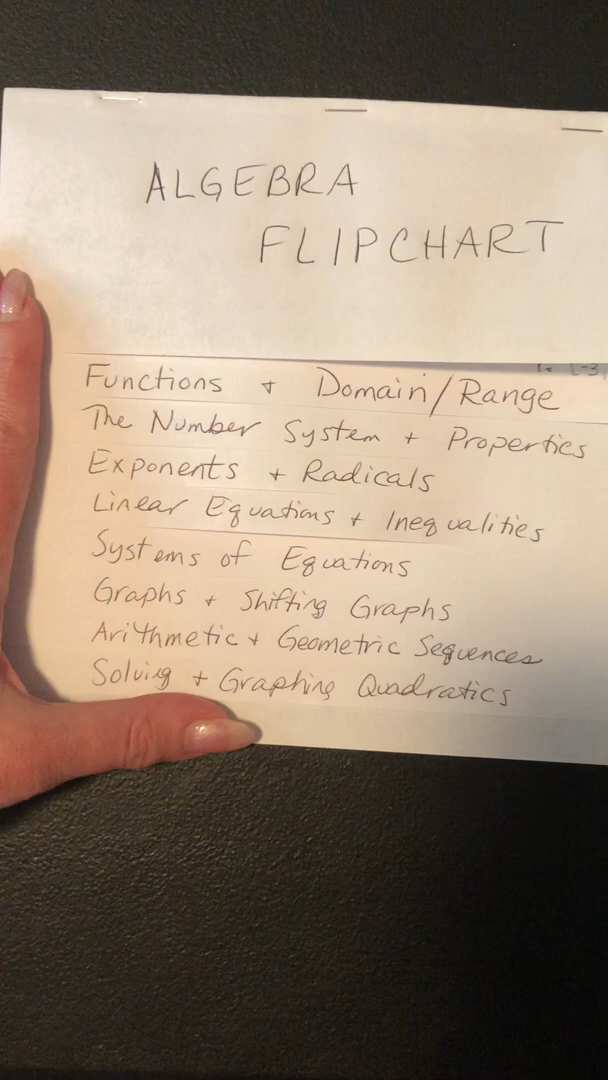 ALGEBRA
FLIPCHART
Functions + Domain/Range
The Number System + Properties
Exponents + Radicals
Linear Equations + Inequalities
Systems of Equations
Graphs + Shifting Graphs
Arithmetic + Geometric Sequences
Solving + Graphing Quadratics